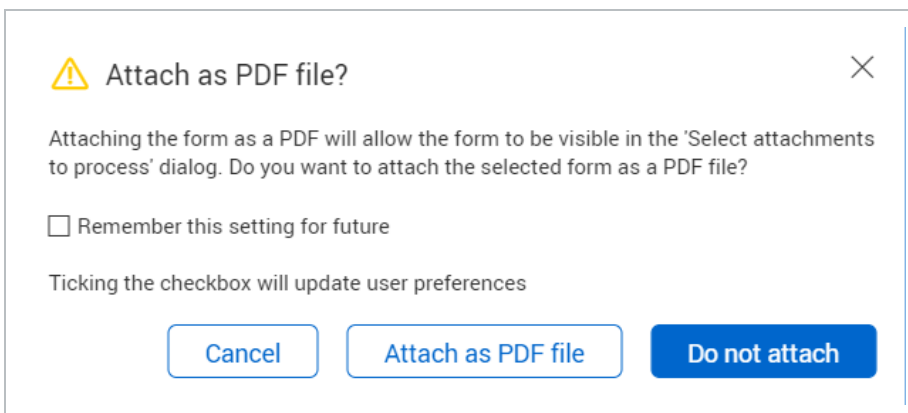 Attach as PDF file?
Attaching the form as a PDF will allow the form to be visible in the 'Select attachments
to process' dialog. Do you want to attach the selected form as a PDF file?
Remember this setting for future
Ticking the checkbox will update user preferences
Cancel Attach as PDF file Do not attach